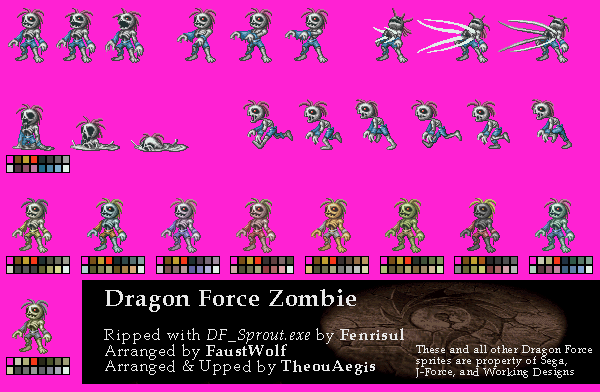 Dragon Force Zombie
Ripped with DF_Sprout.exe by Fenrisul
Arranged by FaustWolf
Arranged & Upped by TheouAegis
These and all other Dragon Force
sprites are property of Sega,
J-Force, and Working Designs